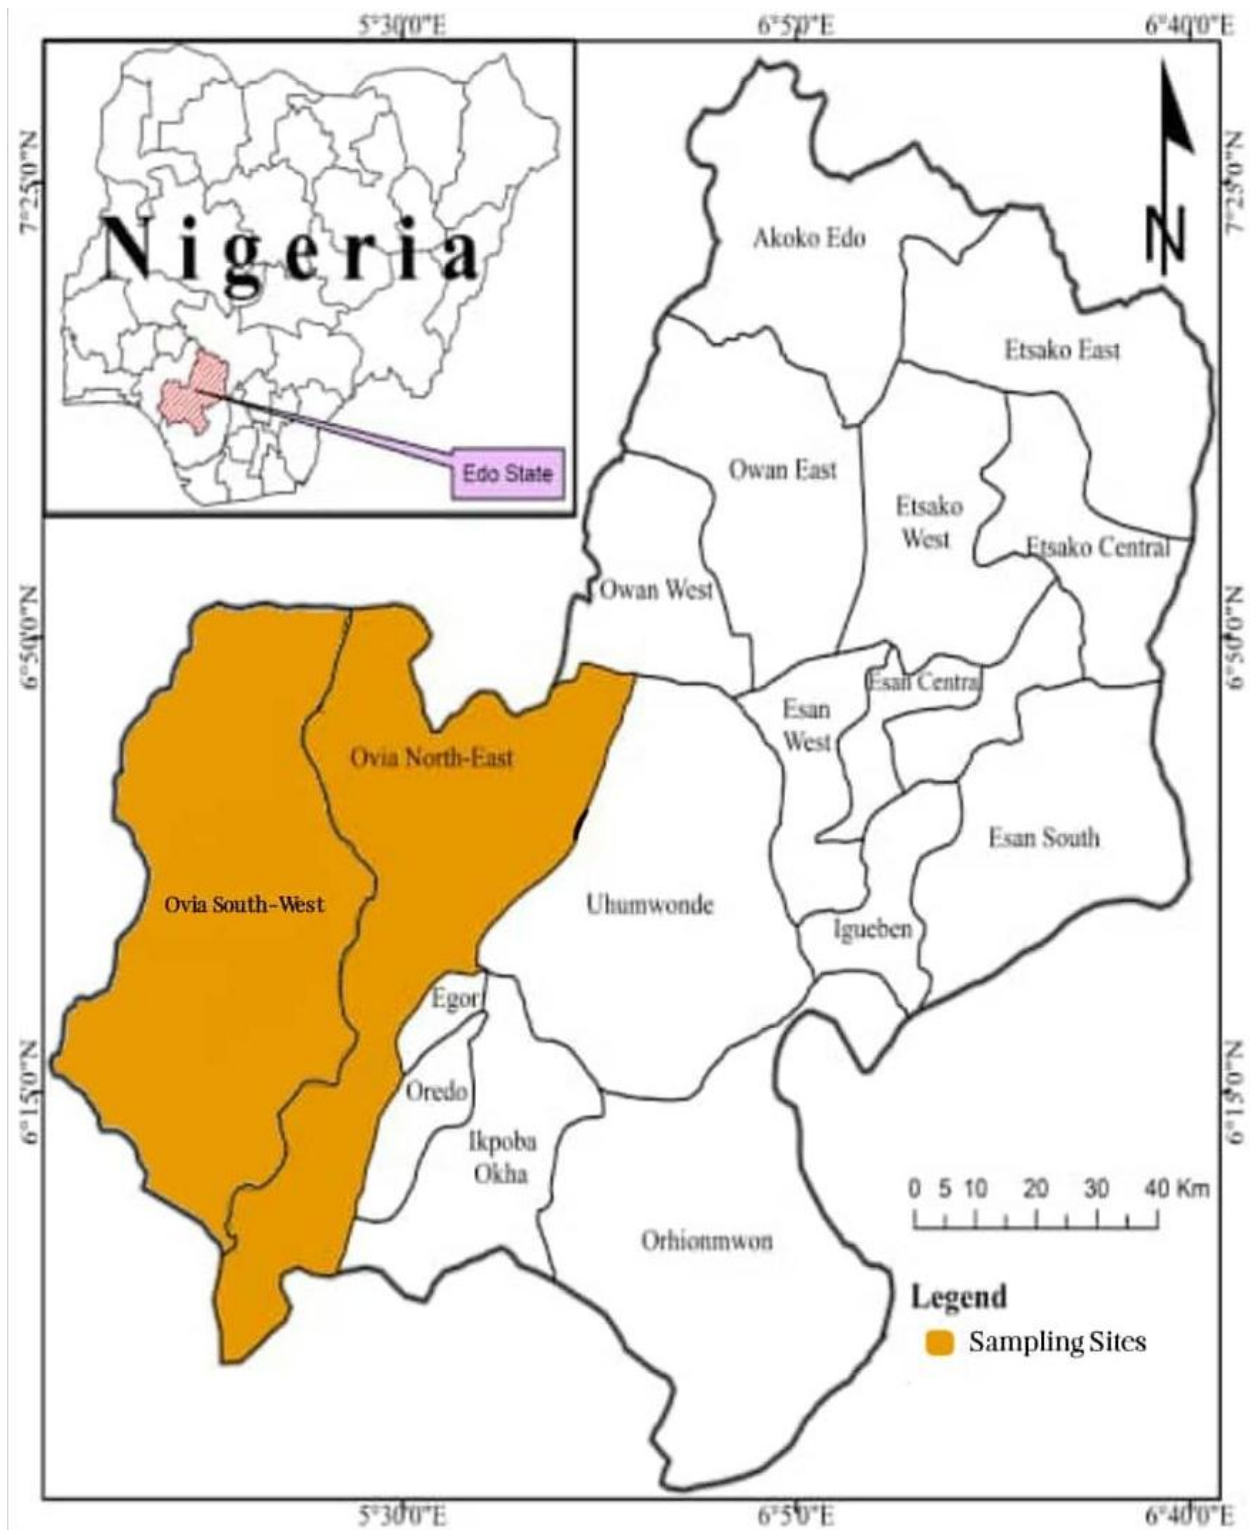 5°30'0"E
6°5'0"E
6°40'0"E
7°25'0"N
7°25'0"N
Nigeria
N
Akoko Edo
Etsako East
Edo State
Owan East
Etsako
West
Etsako Central
Owan West
6°50'0"N
6°50'0"N
Esan Central
Esan
West
Ovia North-East
Esan South
Ovia South-West
Uhumwonde
Igueben
Egor
Oredo
6°15'0"N
6°15'0"N
Ikpoba
Okha
0 5 10 20 30 40 Km
Orhionmwon
Legend
Sampling Sites
5°30'0"E
6°5'0"E
6°40'0"E